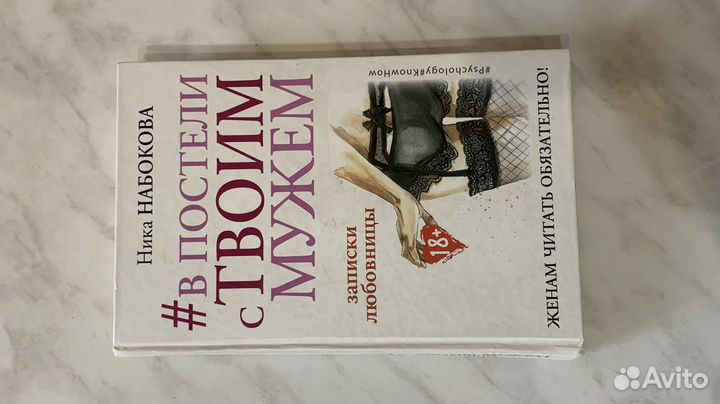 Ника НАБОКОВА
# В ПОСТЕЛИ
С ТВОИМ
МУЖЕМ
записки
любовницы
18+
#Psychology#KnowHow
ЖЕНАМ ЧИТАТЬ ОБЯЗАТЕЛЬНО!
Avito